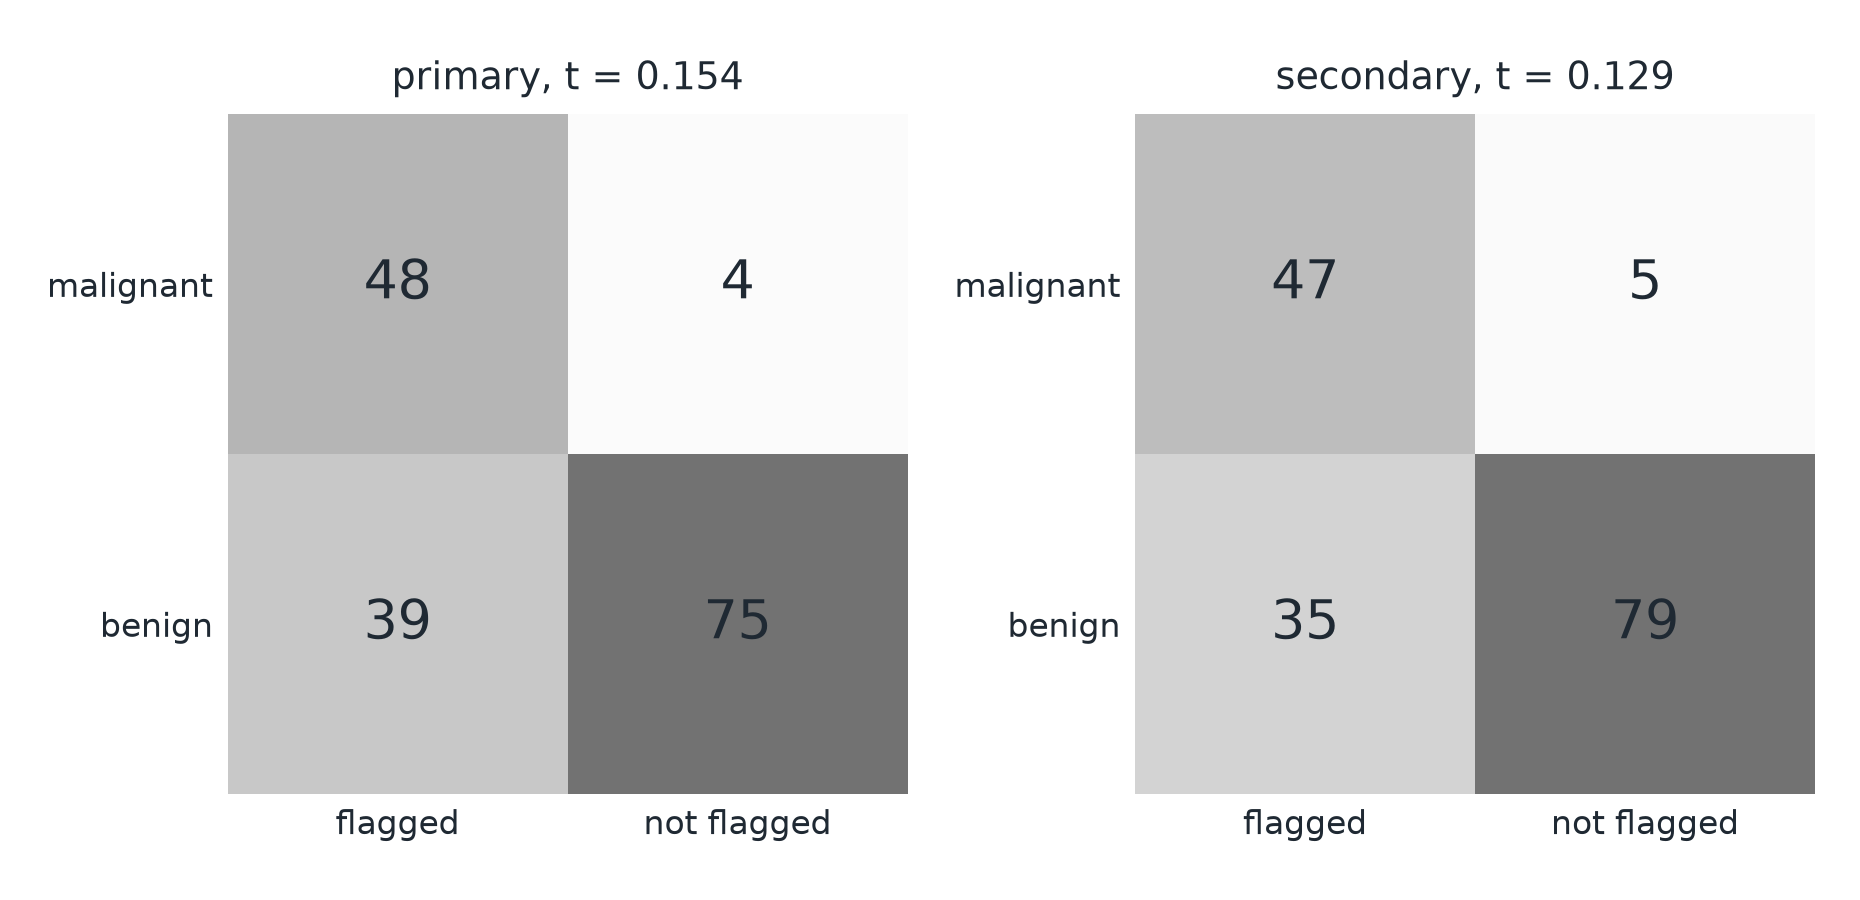 primary, t = 0.154
malignant 48 4
benign 39 75
flagged not flagged
secondary, t = 0.129
malignant 47 5
benign 35 79
flagged not flagged